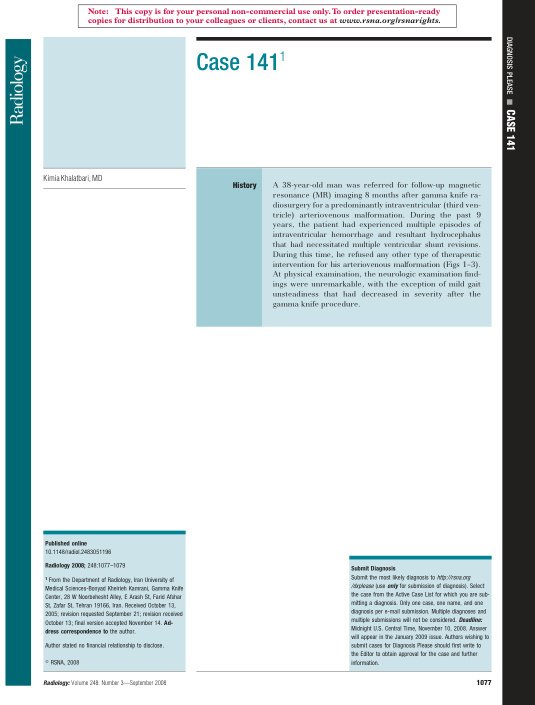 Note: This copy is for your personal non-commercial use only. To order presentation-ready
copies for distribution to your colleagues or clients, contact us at www.rsna.org/rsnarights.
Radiology
DIAGNOSIS PLEASE ■ CASE 141
Case 141¹
Kimia Khalatbari, MD
History
A 38-year-old man was referred for follow-up magnetic
resonance (MR) imaging 8 months after gamma knife ra-
diosurgery for a predominantly intraventricular (third ven-
tricle) arteriovenous malformation. During the past 9
years, the patient had experienced multiple episodes of
intraventricular hemorrhage and resultant hydrocephalus
that had necessitated multiple ventricular shunt revisions.
During this time, he refused any other type of therapeutic
intervention for his arteriovenous malformation (Figs 1–3).
At physical examination, the neurologic examination find-
ings were unremarkable, with the exception of mild gait
unsteadiness that had decreased in severity after the
gamma knife procedure.
Published online
10.1148/radiol.2483051196
Radiology 2008; 248:1077–1079
¹ From the Department of Radiology, Iran University of
Medical Sciences-Bonyad Kheirieh Kamrani, Gamma Knife
Center, 28 W Noorbehesht Alley, E Arash St, Farid Afshar
St, Zafar St, Tehran 19166, Iran. Received October 13,
2005; revision requested September 21; revision received
October 13; final version accepted November 14. Ad-
dress correspondence to the author.
Author stated no financial relationship to disclose.
© RSNA, 2008
Submit Diagnosis
Submit the most likely diagnosis to http://rsna.org
/dxplease (use only for submission of diagnosis). Select
the case from the Active Case List for which you are sub-
mitting a diagnosis. Only one case, one name, and one
diagnosis per e-mail submission. Multiple diagnoses and
multiple submissions will not be considered. Deadline:
Midnight U.S. Central Time, November 10, 2008. Answer
will appear in the January 2009 issue. Authors wishing to
submit cases for Diagnosis Please should first write to
the Editor to obtain approval for the case and further
information.
Radiology: Volume 248: Number 3—September 2008
1077